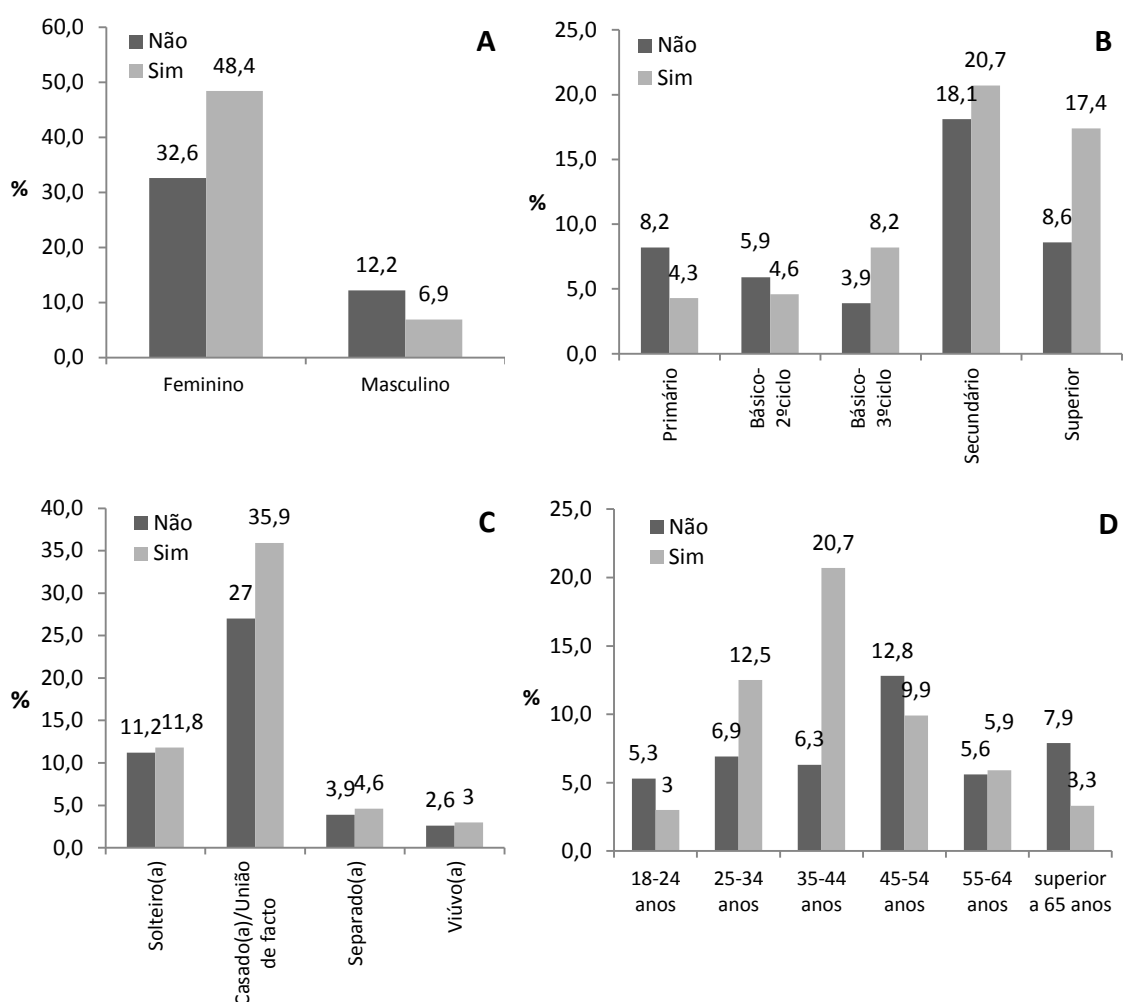 A
Não
Sim
60,0
50,0
40,0
30,0
20,0
10,0
0,0
%
32,6
48,4
12,2
6,9
Feminino
Masculino
B
Não
Sim
25,0
20,0
15,0
10,0
5,0
0,0
%
8,2
4,3
5,9
4,6
3,9
8,2
18,1
20,7
8,6
17,4
Primário
Básico-
2ºciclo
Básico-
3ºciclo
Secundário
Superior
C
Não
Sim
40,0
35,0
30,0
25,0
20,0
15,0
10,0
5,0
0,0
%
11,2
11,8
27
35,9
3,9
4,6
2,6
3
Solteiro(a)
Casado(a)/União
de facto
Separado(a)
Viúvo(a)
D
Não
Sim
25,0
20,0
15,0
10,0
5,0
0,0
%
5,3
3
6,9
12,5
6,3
20,7
12,8
9,9
5,6
5,9
7,9
3,3
18-24
anos
25-34
anos
35-44
anos
45-54
anos
55-64
anos
superior
a 65 anos